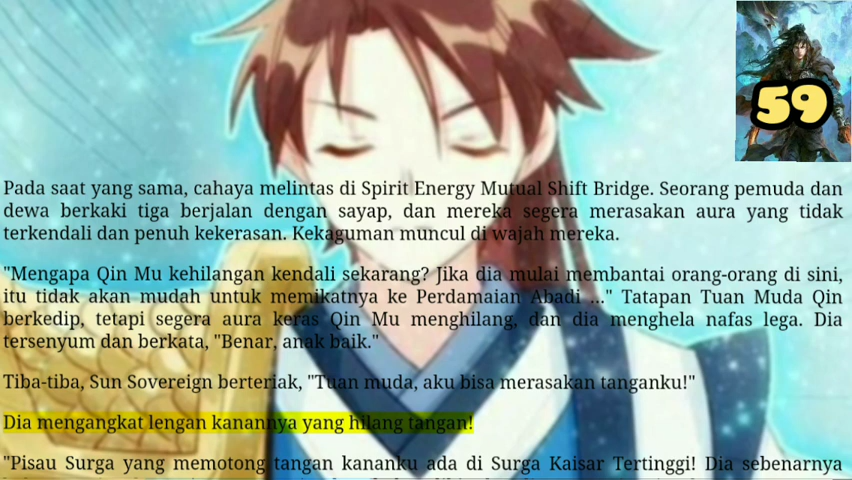 59
Pada saat yang sama, cahaya melintas di Spirit Energy Mutual Shift Bridge. Seorang pemuda dan
dewa berkaki tiga berjalan dengan sayap, dan mereka segera merasakan aura yang tidak
terkendali dan penuh kekerasan. Kekaguman muncul di wajah mereka.
"Mengapa Qin Mu kehilangan kendali sekarang? Jika dia mulai membantai orang-orang di sini,
itu tidak akan mudah untuk memikatnya ke Perdamaian Abadi ..." Tatapan Tuan Muda Qin
berkedip, tetapi segera aura keras Qin Mu menghilang, dan dia menghela nafas lega. Dia
tersenyum dan berkata, "Benar, anak baik."
Tiba-tiba, Sun Sovereign berteriak, "Tuan muda, aku bisa merasakan tanganku!"
Dia mengangkat lengan kanannya yang hilang tangan!
"Pisau Surga yang memotong tangan kananku ada di Surga Kaisar Tertinggi! Dia sebenarnya